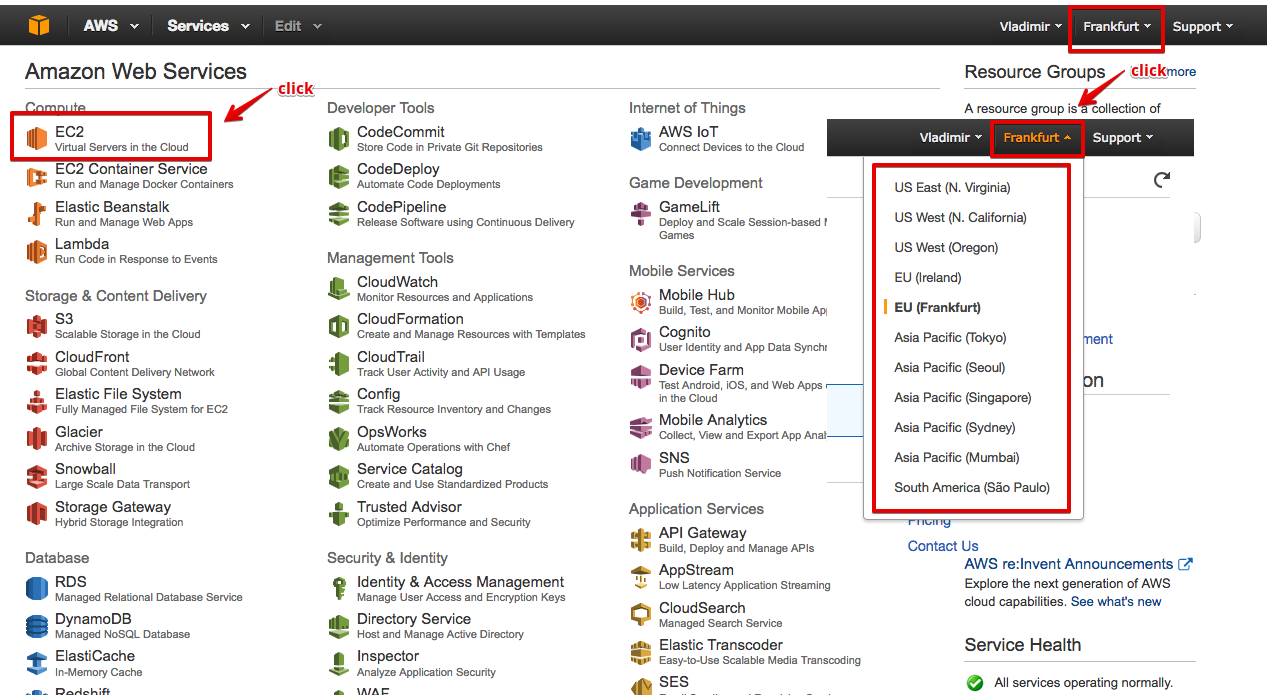 AWS Services Edit Vladimir Frankfurt Support
Amazon Web Services
click
Compute
EC2
Virtual Servers in the Cloud
EC2 Container Service
Run and Manage Docker Containers
Elastic Beanstalk
Run and Manage Web Apps
Lambda
Run Code in Response to Events
Storage & Content Delivery
S3
Scalable Storage in the Cloud
CloudFront
Global Content Delivery Network
Elastic File System
Fully Managed File System for EC2
Glacier
Archive Storage in the Cloud
Snowball
Large Scale Data Transport
Storage Gateway
Hybrid Storage Integration
Database
RDS
Managed Relational Database Service
DynamoDB
Managed NoSQL Database
ElastiCache
In-Memory Cache
Redshift
Developer Tools
CodeCommit
Store Code in Private Git Repositories
CodeDeploy
Automate Code Deployments
CodePipeline
Release Software using Continuous Delivery
Management Tools
CloudWatch
Monitor Resources and Applications
CloudFormation
Create and Manage Resources with Templates
CloudTrail
Track User Activity and API Usage
Config
Track Resource Inventory and Changes
OpsWorks
Automate Operations with Chef
Service Catalog
Create and Use Standardized Products
Trusted Advisor
Optimize Performance and Security
Security & Identity
Identity & Access Management
Manage User Access and Encryption Keys
Directory Service
Host and Manage Active Directory
Inspector
Analyze Application Security
WAF
Internet of Things
AWS IoT
Connect Devices to the Cloud
Game Development
GameLift
Deploy and Scale Session-based
Games
Mobile Services
Mobile Hub
Build, Test, and Monitor Mobile
Cognito
User Identity and App Data
Device Farm
Test Android, iOS, and Web Apps
in the Cloud
Mobile Analytics
Collect, View and Export App
SNS
Push Notification Service
Application Services
API Gateway
Build, Deploy and Manage APIs
AppStream
Low Latency Application Streaming
CloudSearch
Managed Search Service
Elastic Transcoder
Easy-to-Use Scalable Media Transcoding
SES
Resource Groups click more
A resource group is a collection of
Vladimir Frankfurt Support
US East (N. Virginia)
US West (N. California)
US West (Oregon)
EU (Ireland)
EU (Frankfurt)
Asia Pacific (Tokyo)
Asia Pacific (Seoul)
Asia Pacific (Singapore)
Asia Pacific (Sydney)
Asia Pacific (Mumbai)
South America (São Paulo)
Pricing
Contact Us
AWS re:Invent Announcements
Explore the next generation of AWS
cloud capabilities. See what's new
Service Health
All services operating normally.